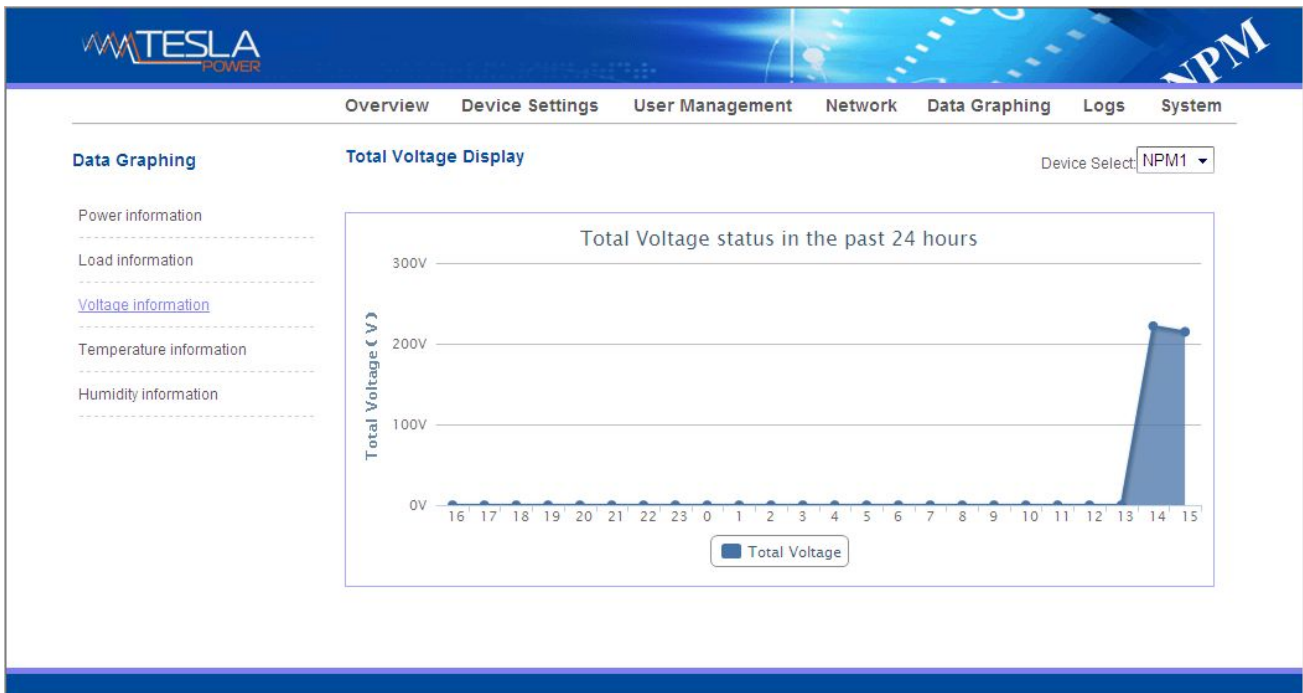 TESLA
POWER
NPM
Overview Device Settings User Management Network Data Graphing Logs System
Data Graphing
Total Voltage Display
Device Select: NPM1
Power information
Load information
Voltage information
Temperature information
Humidity information
Total Voltage status in the past 24 hours
Total Voltage ( V)
300V
200V
100V
0V
16 17 18 19 20 21 22 23 0 1 2 3 4 5 6 7 8 9 10 11 12 13 14 15
Total Voltage